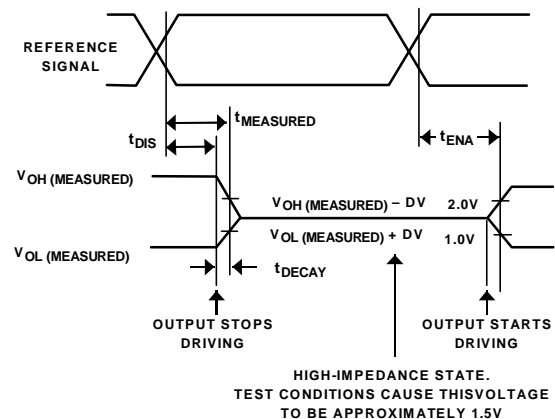 REFERENCE
SIGNAL
tMEASURED
tDIS
tENA
VOH (MEASURED)
VOH (MEASURED) – DV 2.0V
VOL (MEASURED) + DV 1.0V
VOL (MEASURED)
tDECAY
OUTPUT STOPS
DRIVING
OUTPUT STARTS
DRIVING
HIGH-IMPEDANCE STATE.
TEST CONDITIONS CAUSE THISVOLTAGE
TO BE APPROXIMATELY 1.5V